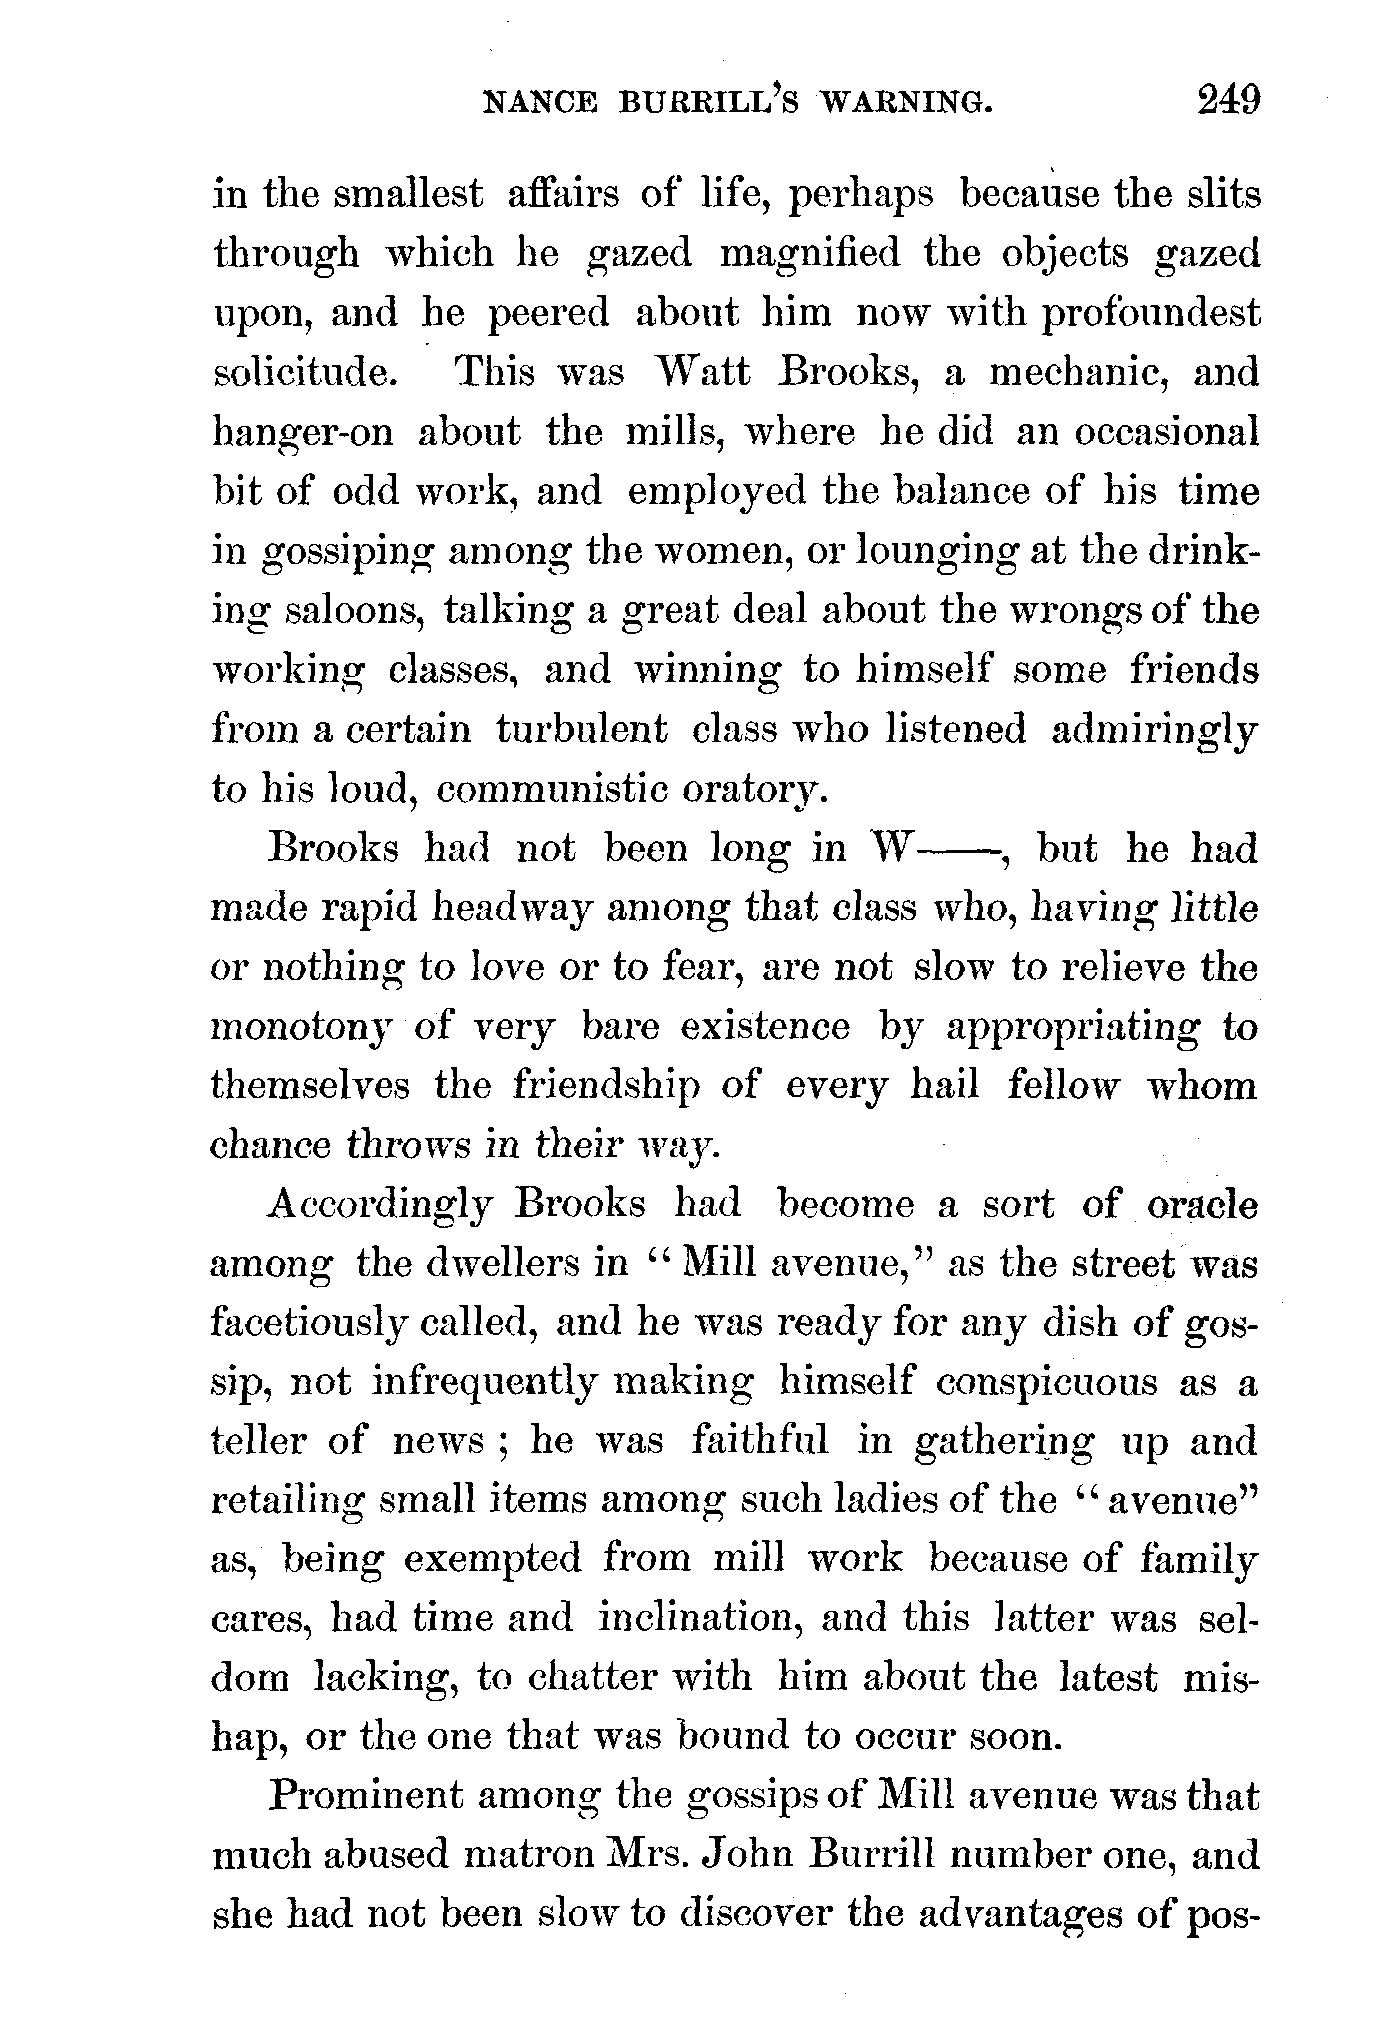 NANCE BURRILL'S WARNING. 249
in the smallest affairs of life, perhaps because the slits
through which he gazed magnified the objects gazed
upon, and he peered about him now with profoundest
solicitude. This was Watt Brooks, a mechanic, and
hanger-on about the mills, where he did an occasional
bit of odd work, and employed the balance of his time
in gossiping among the women, or lounging at the drink-
ing saloons, talking a great deal about the wrongs of the
working classes, and winning to himself some friends
from a certain turbulent class who listened admiringly
to his loud, communistic oratory.
Brooks had not been long in W——, but he had
made rapid headway among that class who, having little
or nothing to love or to fear, are not slow to relieve the
monotony of very bare existence by appropriating to
themselves the friendship of every hail fellow whom
chance throws in their way.
Accordingly Brooks had become a sort of oracle
among the dwellers in “Mill avenue,” as the street was
facetiously called, and he was ready for any dish of gos-
sip, not infrequently making himself conspicuous as a
teller of news ; he was faithful in gathering up and
retailing small items among such ladies of the “avenue”
as, being exempted from mill work because of family
cares, had time and inclination, and this latter was sel-
dom lacking, to chatter with him about the latest mis-
hap, or the one that was bound to occur soon.
Prominent among the gossips of Mill avenue was that
much abused matron Mrs. John Burrill number one, and
she had not been slow to discover the advantages of pos-